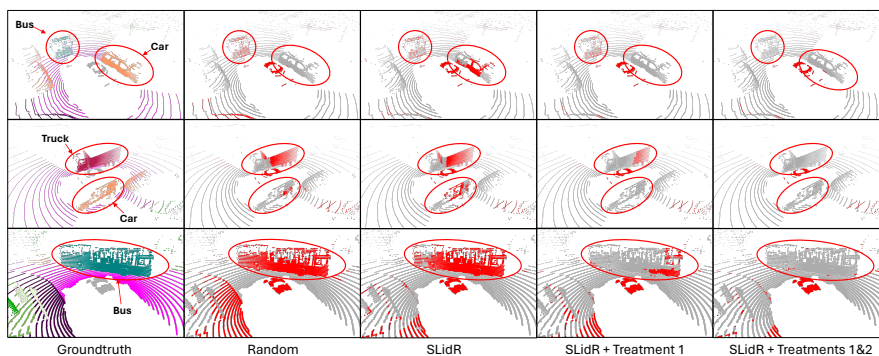 Bus
Car
Truck
Car
Bus
Groundtruth
Random
SLidR
SLidR + Treatment 1
SLidR + Treatments 1&2